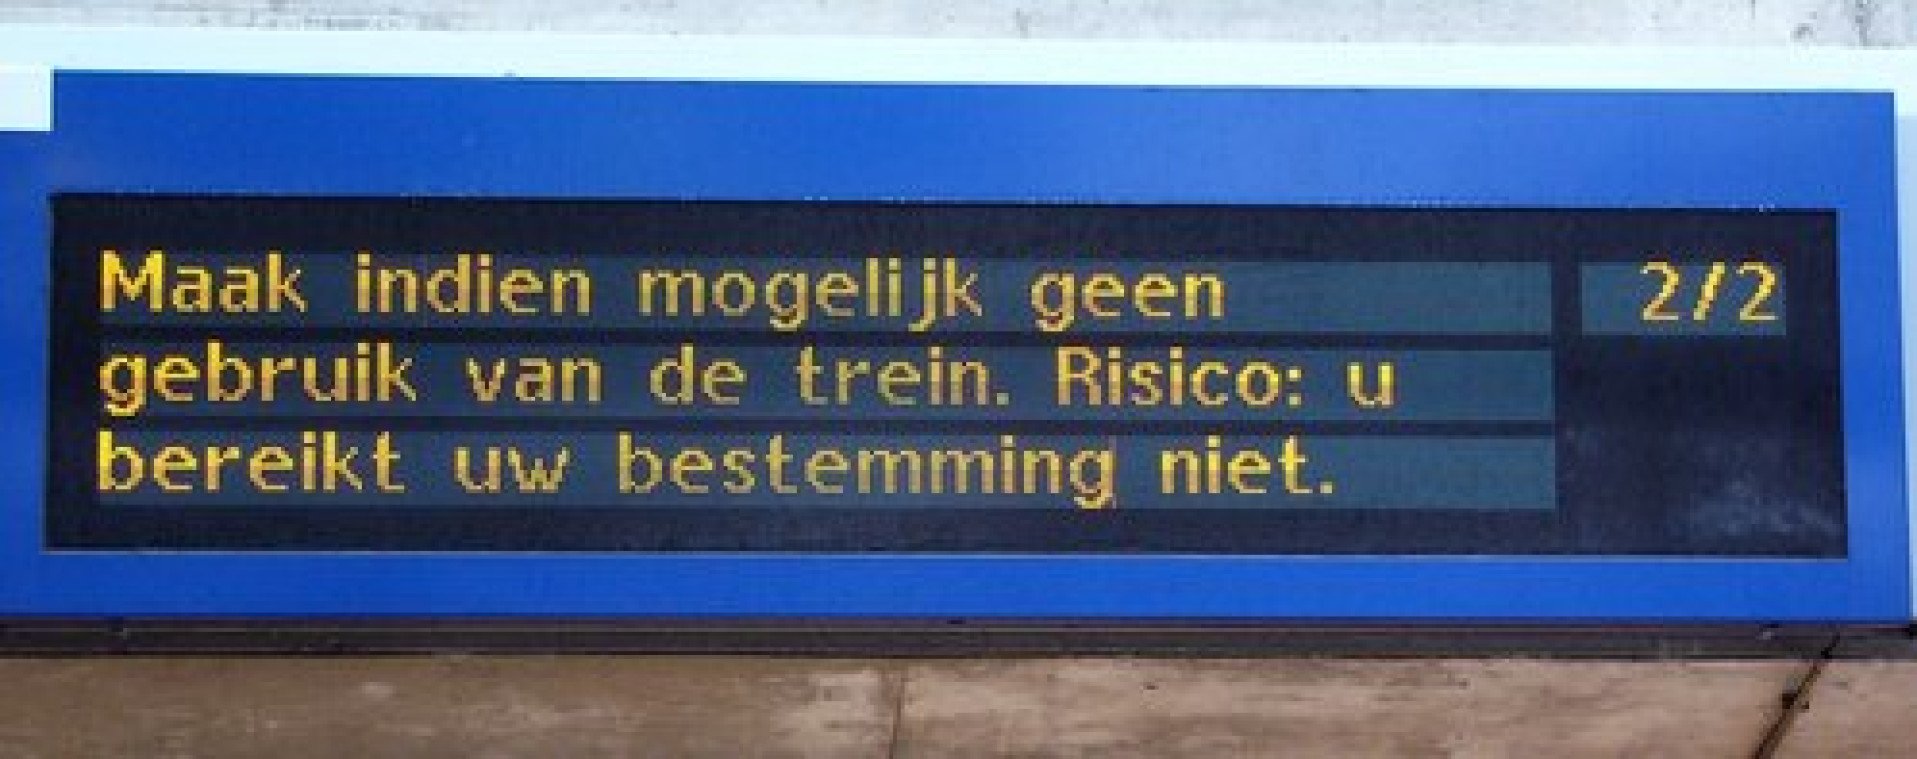 Maak indien mogelijk geen 2/2
gebruik van de trein. Risico: u
bereikt uw bestemming niet.